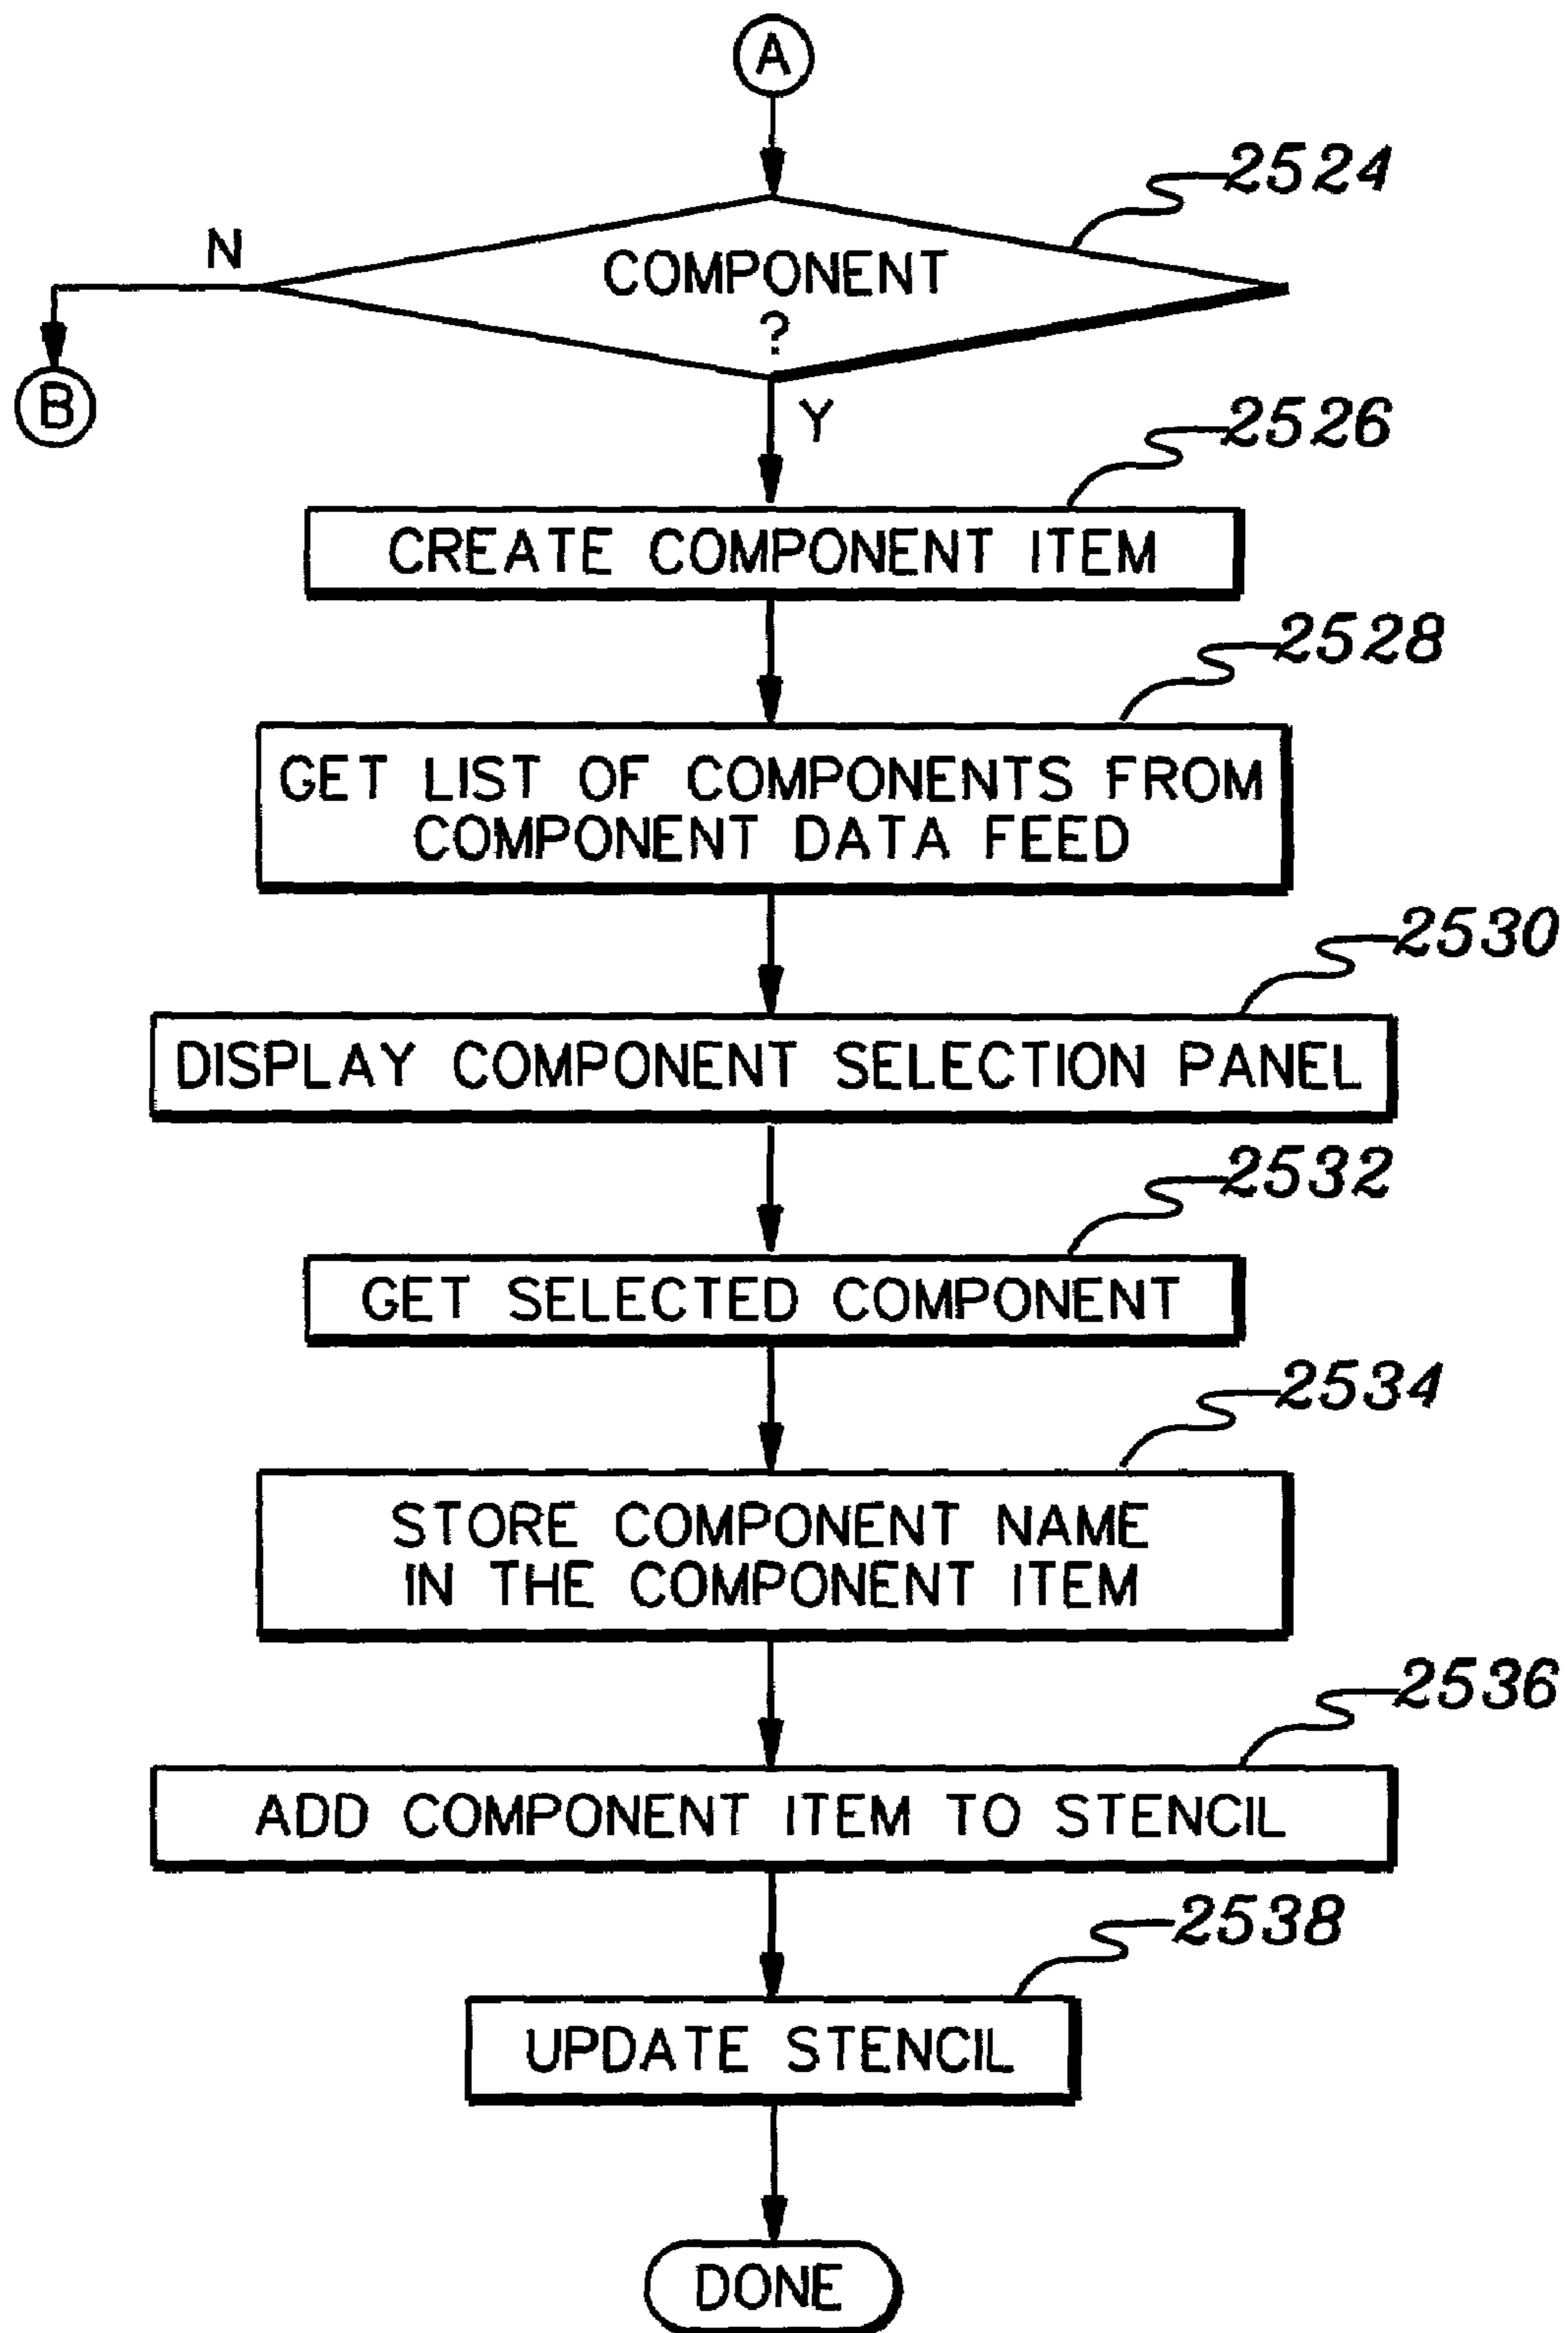 A
2524
N
COMPONENT
?
B
Y
2526
CREATE COMPONENT ITEM
2528
GET LIST OF COMPONENTS FROM
COMPONENT DATA FEED
2530
DISPLAY COMPONENT SELECTION PANEL
2532
GET SELECTED COMPONENT
2534
STORE COMPONENT NAME
IN THE COMPONENT ITEM
2536
ADD COMPONENT ITEM TO STENCIL
2538
UPDATE STENCIL
DONE